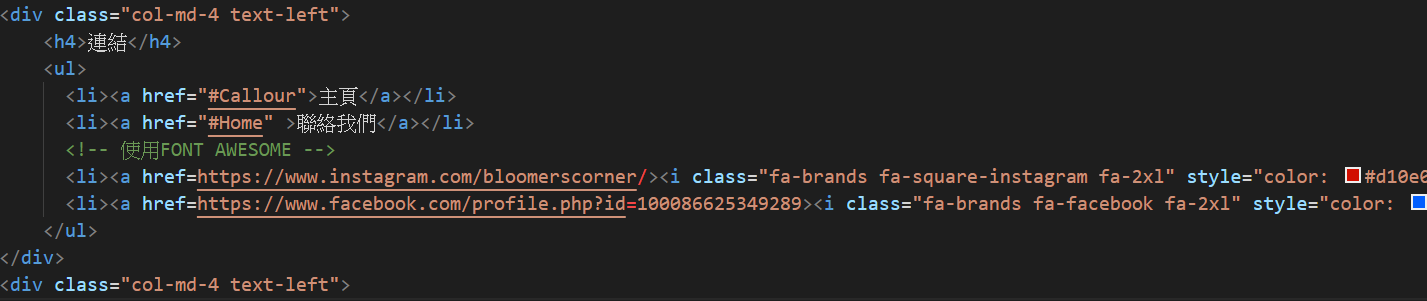 <div class="col-md-4 text-left">
<h4>連結</h4>
<ul>
<li><a href="#Callour">主頁</a></li>
<li><a href="#Home" >聯絡我們</a></li>
<!-- 使用FONT AWESOME -->
<li><a href=https://www.instagram.com/bloomerscorner/><i class="fa-brands fa-square-instagram fa-2xl" style="color: #d10e0
<li><a href=https://www.facebook.com/profile.php?id=100086625349289><i class="fa-brands fa-facebook fa-2xl" style="color:
</ul>
</div>
<div class="col-md-4 text-left">